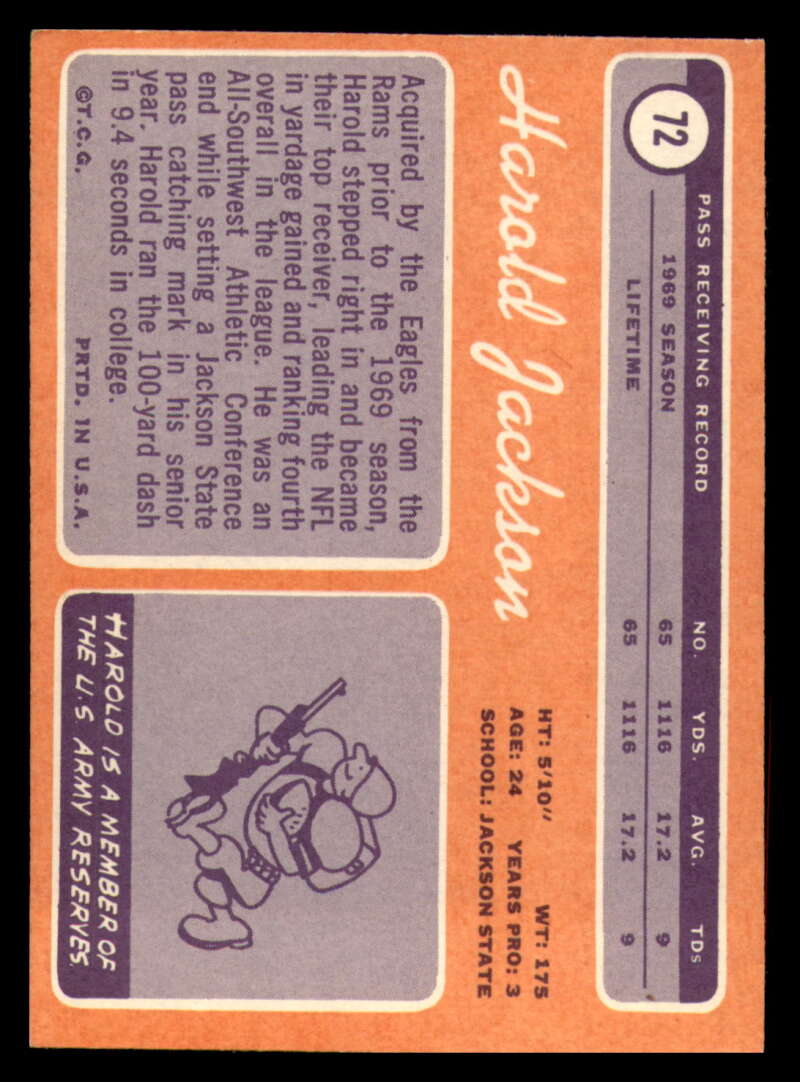 72
PASS RECEIVING RECORD NO. YDS. AVG. TDs
1969 SEASON 65 1116 17.2 9
LIFETIME 65 1116 17.2 9
Harold Jackson
HT: 5'10" WT: 175
AGE: 24 YEARS PRO: 3
SCHOOL: JACKSON STATE
Acquired by the Eagles from the
Rams prior to the 1969 season,
Harold stepped right in and became
their top receiver, leading the NFL
in yardage gained and ranking fourth
overall in the league. He was an
All-Southwest Athletic Conference
end while setting a Jackson State
pass catching mark in his senior
year. Harold ran the 100-yard dash
in 9.4 seconds in college.
©T.C.G. PRTD. IN U.S.A.
HAROLD IS A MEMBER OF
THE U.S ARMY RESERVES.